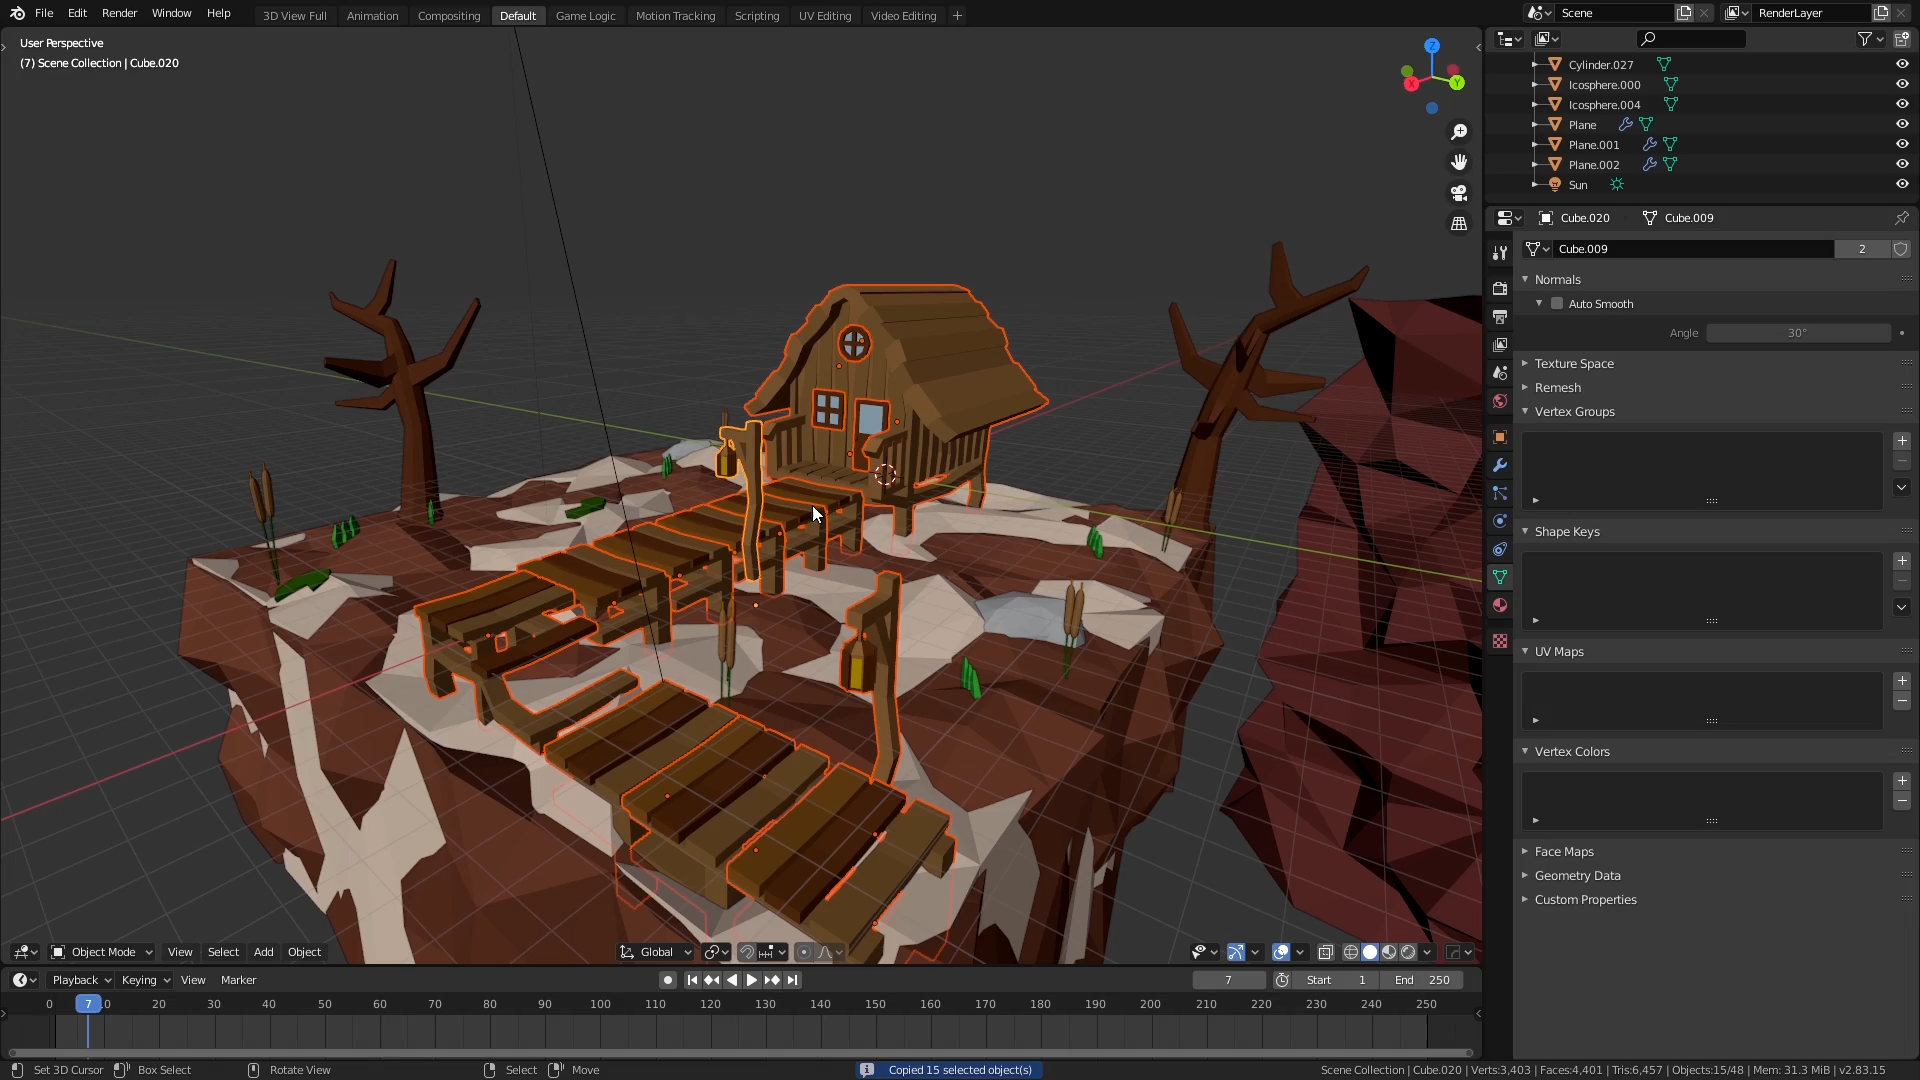 File Edit Render Window Help 3D View Full Animation Compositing Default Game Logic Motion Tracking Scripting UV Editing Video Editing + Scene RenderLayer
User Perspective
(7) Scene Collection | Cube.020
Z
X
Y
Cylinder.027
Icosphere.000
Icosphere.004
Plane
Plane.001
Plane.002
Sun
Cube.020 Cube.009
Cube.009 2
Normals
Auto Smooth
Angle 30°
Texture Space
Remesh
Vertex Groups
Shape Keys
UV Maps
Vertex Colors
Face Maps
Geometry Data
Custom Properties
Object Mode View Select Add Object Global
Playback Keying View Marker 7 Start 1 End 250
0 7 10 20 30 40 50 60 70 80 90 100 110 120 130 140 150 160 170 180 190 200 210 220 230 240 250
Set 3D Cursor Box Select Rotate View Select Move Copied 15 selected object(s) Scene Collection | Cube.020 | Verts:3,403 | Faces:4,401 | Tris:6,457 | Objects:15/48 | Mem: 31.3 MiB | v2.83.15